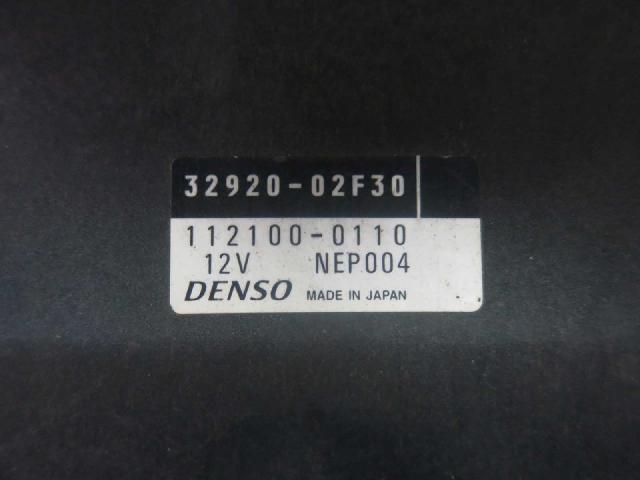 32920-02F30
112100-0110
12V NEP004
DENSO MADE IN JAPAN